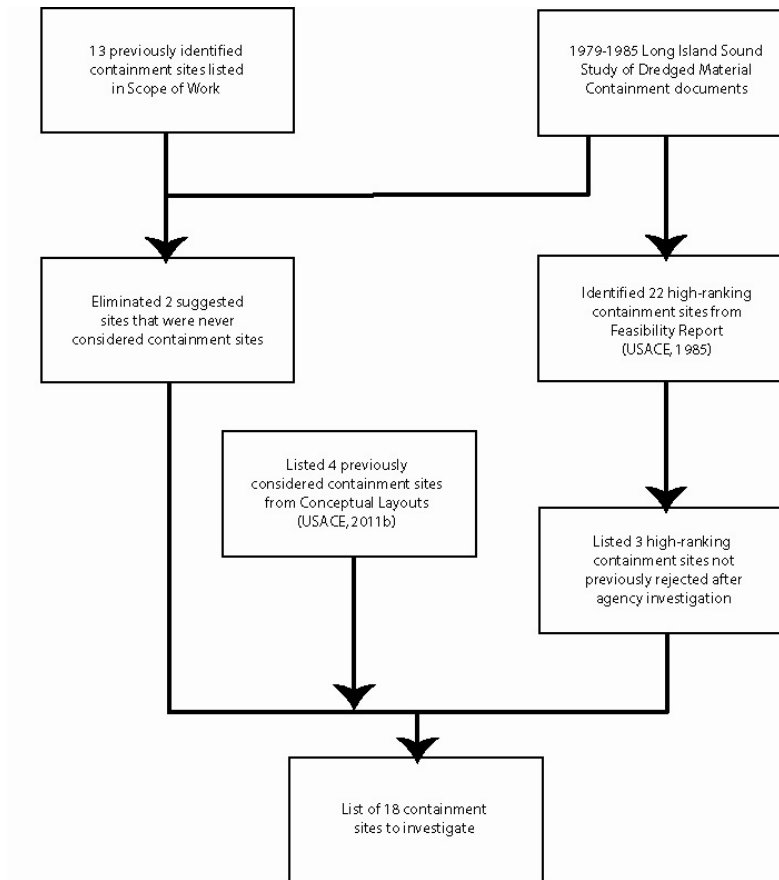 13 previously identified
containment sites listed
in Scope of Work
1979-1985 Long Island Sound
Study of Dredged Material
Containment documents
Eliminated 2 suggested
sites that were never
considered containment sites
Identified 22 high-ranking
containment sites from
Feasibility Report
(USACE, 1985)
Listed 4 previously
considered containment sites
from Conceptual Layouts
(USACE, 2011b)
Listed 3 high-ranking
containment sites not
previously rejected after
agency investigation
List of 18 containment
sites to investigate